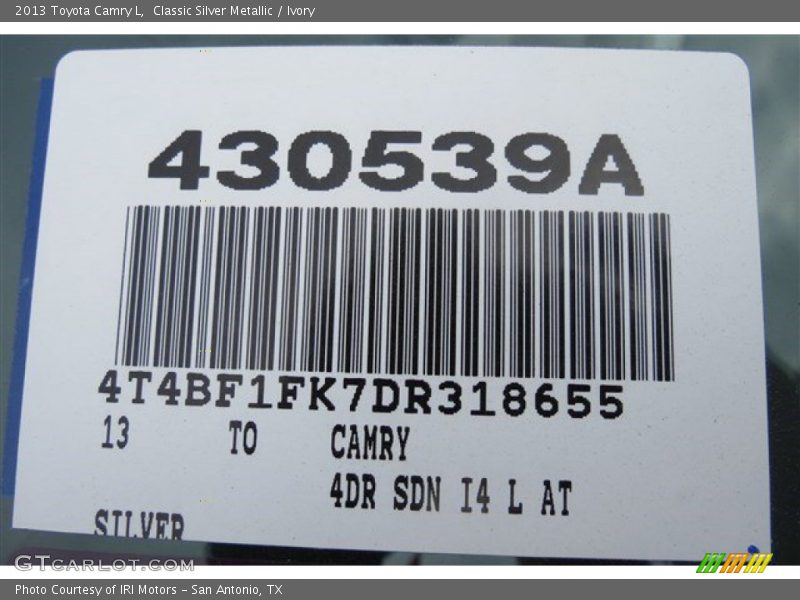 2013 Toyota Camry L, Classic Silver Metallic / Ivory
430539A
4T4BF1FK7DR318655
13 TO CAMRY
4DR SDN I4 L AT
SILVER
GTCARLOT.COM
Photo Courtesy of IRI Motors – San Antonio, TX